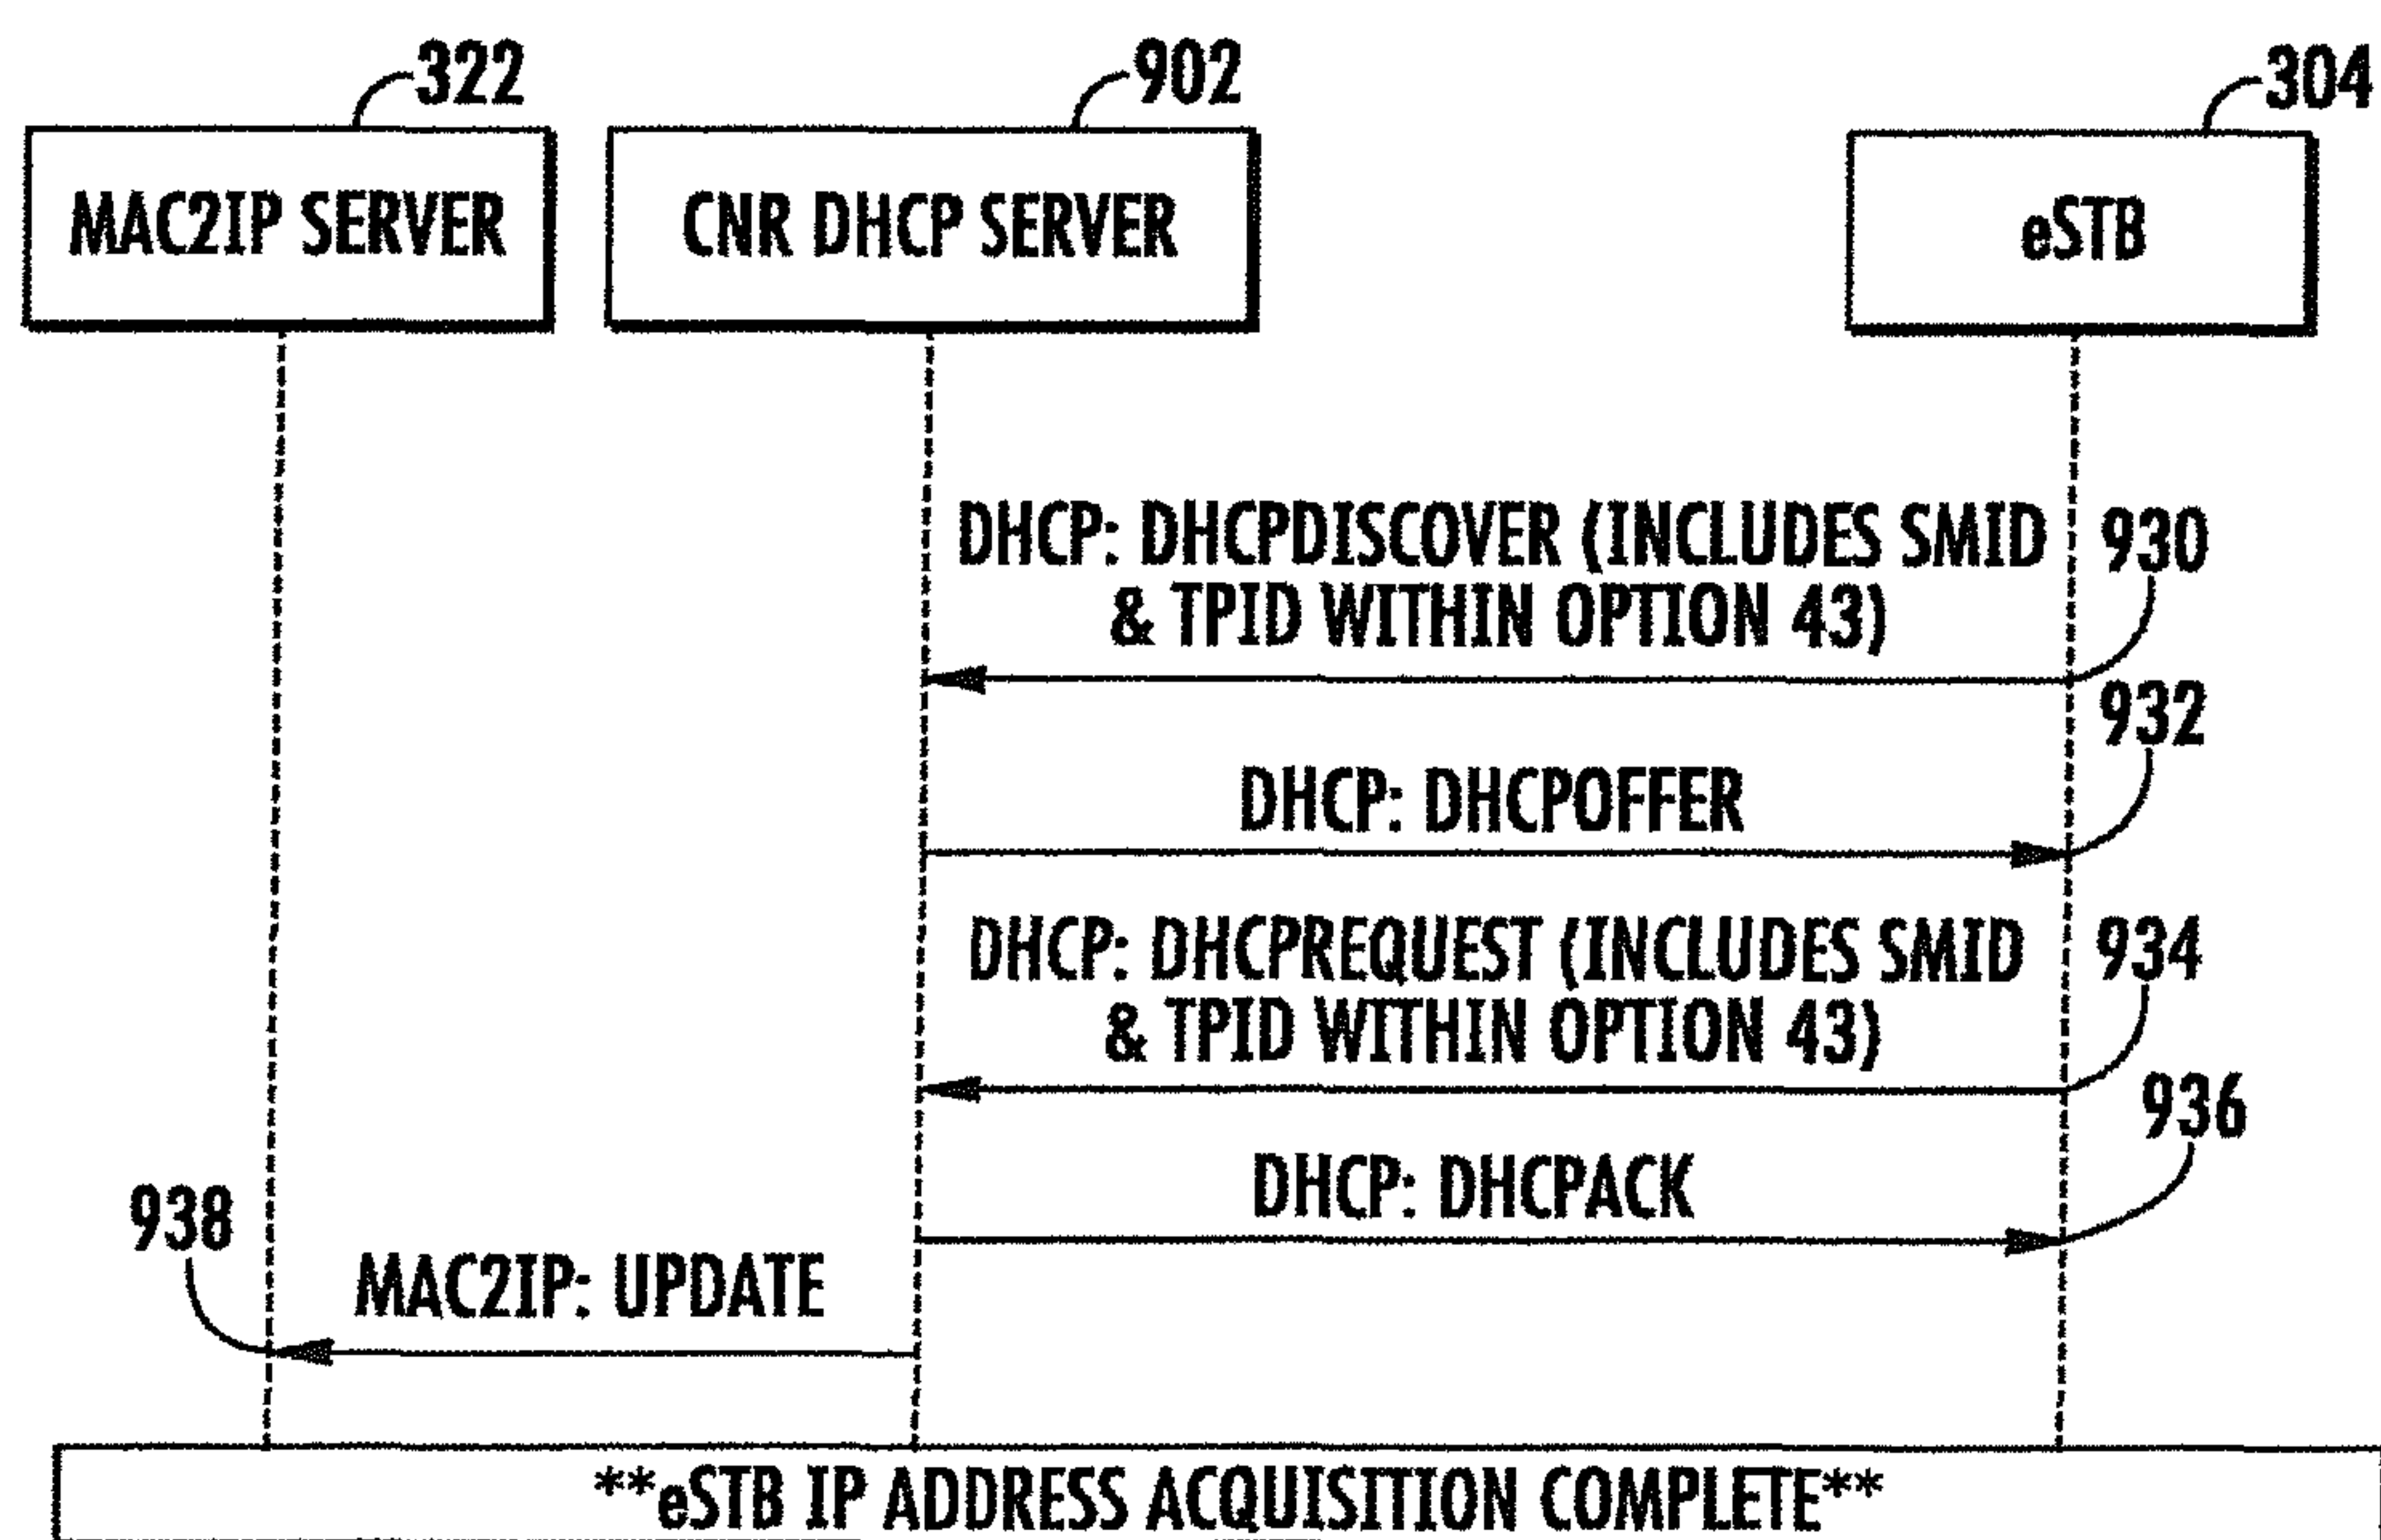 322
902
304
MAC2IP SERVER
CNR DHCP SERVER
eSTB
DHCP: DHCPDISCOVER (INCLUDES SMID
& TPID WITHIN OPTION 43)
930
932
DHCP: DHCPOFFER
DHCP: DHCPREQUEST (INCLUDES SMID
& TPID WITHIN OPTION 43)
934
936
DHCP: DHCPACK
938
MAC2IP: UPDATE
**eSTB IP ADDRESS ACQUISITION COMPLETE**